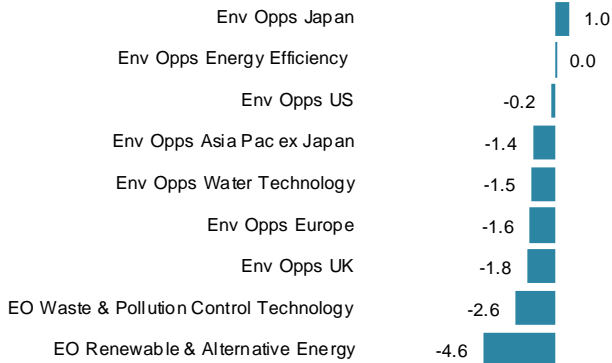 Env Opps Japan 1.0
Env Opps Energy Efficiency 0.0
Env Opps US -0.2
Env Opps Asia Pac ex Japan -1.4
Env Opps Water Technology -1.5
Env Opps Europe -1.6
Env Opps UK -1.8
EO Waste & Pollution Control Technology -2.6
EO Renewable & Alternative Energy -4.6